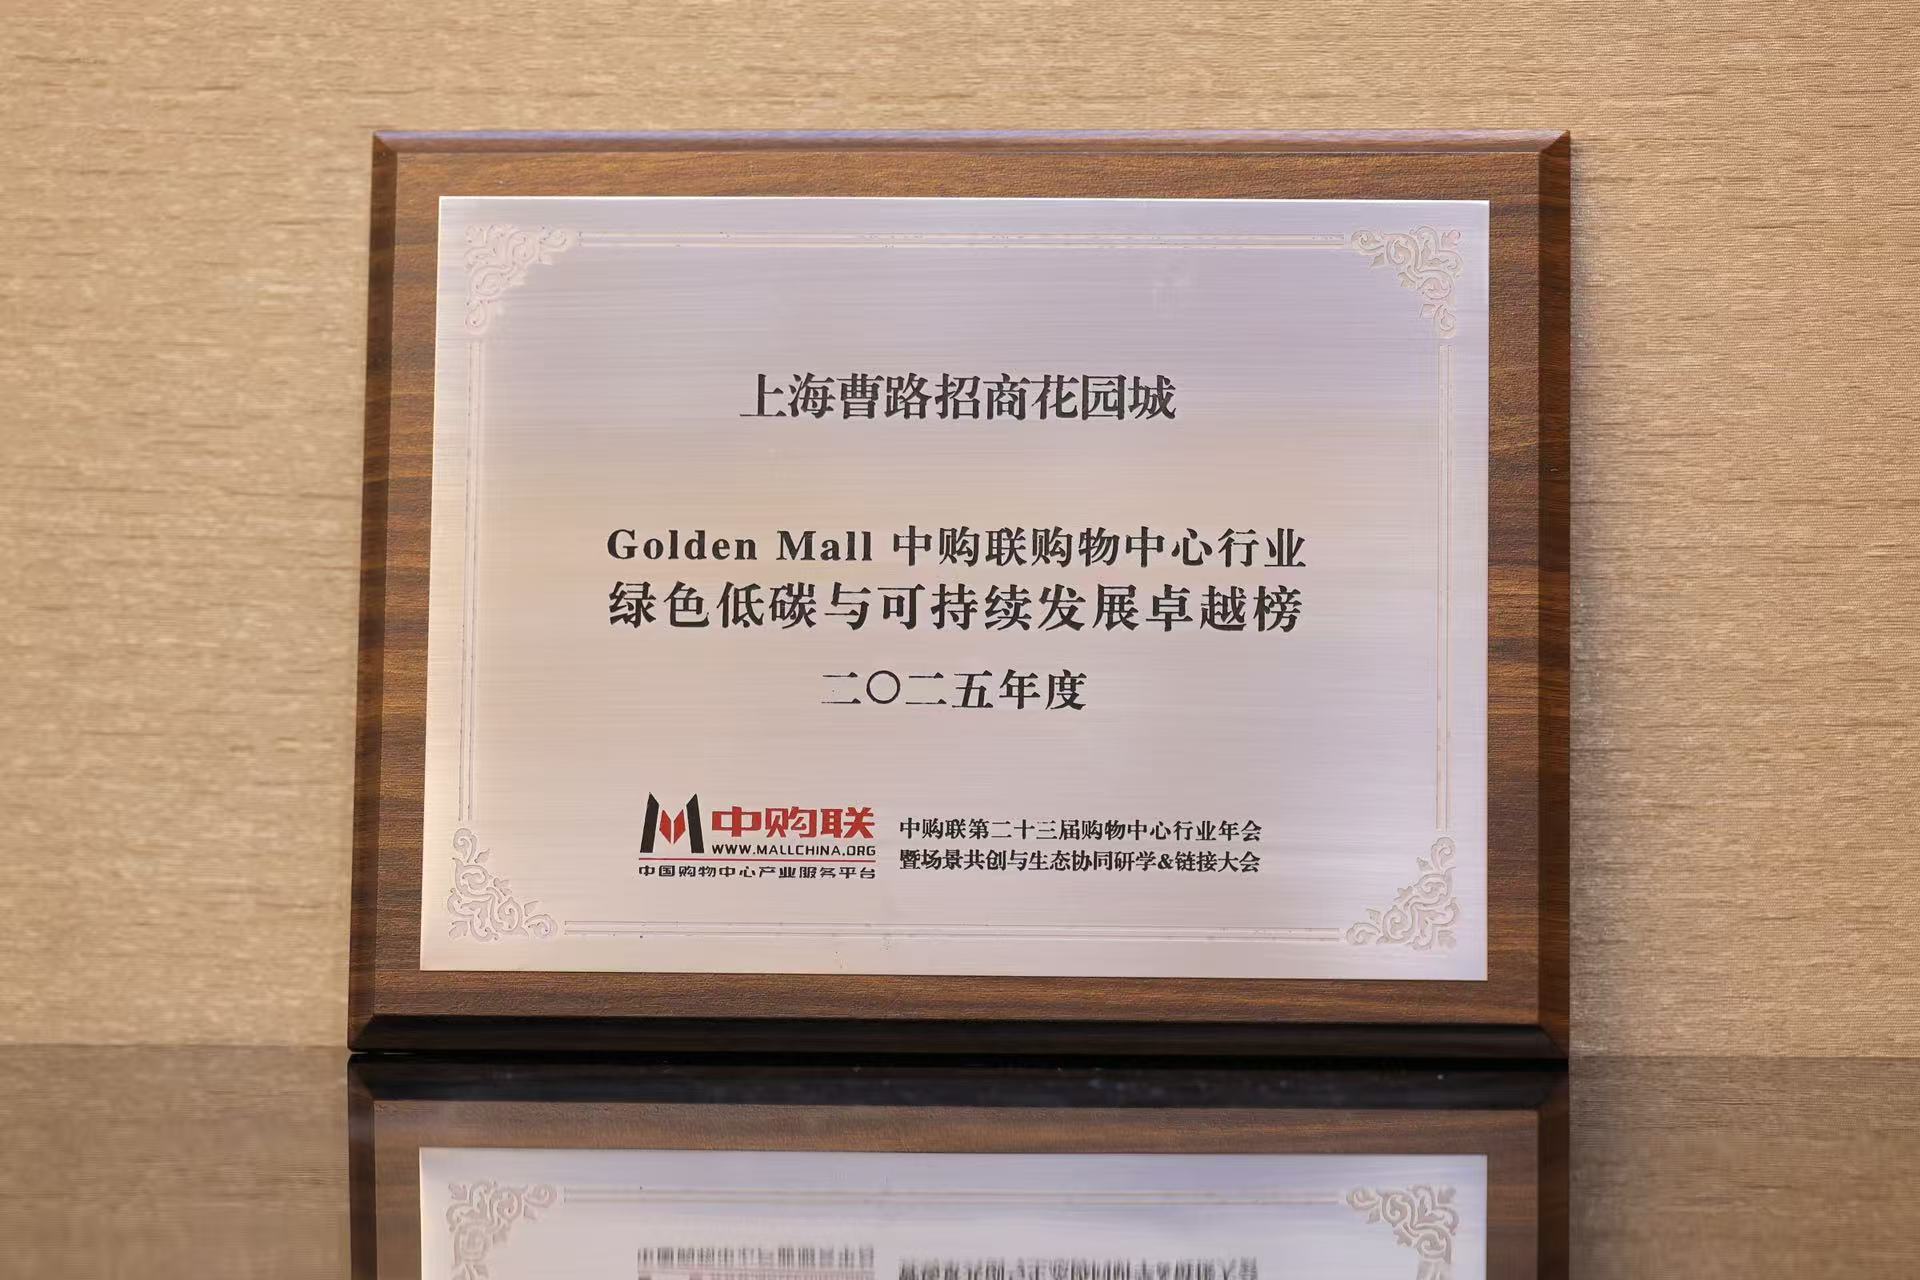 上海曹路招商花园城
Golden Mall 中购联购物中心行业
绿色低碳与可持续发展卓越榜
二〇二五年度
中购联
WWW.MALLCHINA.ORG
中国购物中心产业服务平台
中购联第二十三届购物中心行业年会
暨场景共创与生态协同研学&链接大会